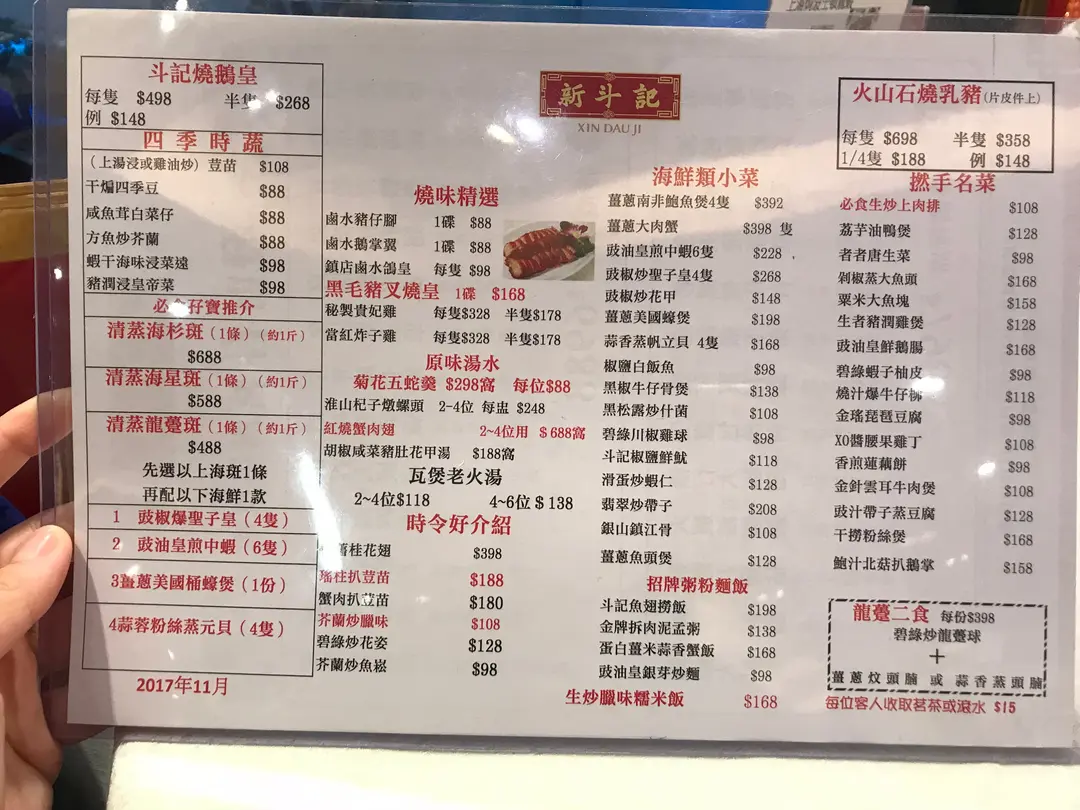 斗記燒鵝皇
每隻 $498 半隻 $268
例 $148
四季時蔬
（上湯浸或雞油炒）荳苗 $108
干煸四季豆 $88
咸魚茸白菜仔 $88
方魚炒芥蘭 $88
蝦干海味浸菜遠 $98
豬潤浸皇帝菜 $98
必食仔寶推介
清蒸海杉斑（1條）（約1斤）
$688
清蒸海星斑（1條）（約1斤）
$588
清蒸龍躉斑（1條）（約1斤）
$488
先選以上海斑1條
再配以下海鮮1款
1 豉椒爆聖子皇（4隻）
2 豉油皇煎中蝦（6隻）
3薑蔥美國桶蠔煲（1份）
4蒜蓉粉絲蒸元貝（4隻）
2017年11月
燒味精選
鹵水豬仔腳 1碟 $88
鹵水鵝掌翼 1碟 $88
鎮店鹵水鴿皇 每隻 $98
黑毛豬叉燒皇 1碟 $168
秘製貴妃雞 每隻$328 半隻$178
當紅炸子雞 每隻$328 半隻$178
原味湯水
菊花五蛇羹 $298窩 每位$88
淮山杞子燉螺頭 2-4位 每盅 $248
紅燒蟹肉翅 2~4位用 $688窩
胡椒咸菜豬肚花甲湯 $188窩
瓦煲老火湯
2~4位$118 4~6位$138
時令好介紹
桂花翅 $398
瑤柱扒荳苗 $188
蟹肉扒荳苗 $180
芥蘭炒臘味 $108
碧綠炒花姿 $128
芥蘭炒魚崧 $98
新斗記
XIN DAU JI
海鮮類小菜
薑蔥南非鮑魚煲4隻 $392
薑蔥大肉蟹 $398 隻
豉油皇煎中蝦6隻 $228
豉椒炒聖子皇4隻 $268
豉椒炒花甲 $148
薑蔥美國蠔煲 $198
蒜香蒸帆立貝 4隻 $168
椒鹽白飯魚 $98
黑椒牛仔骨煲 $138
黑松露炒什菌 $108
碧綠川椒雞球 $98
斗記椒鹽鮮魷 $118
滑蛋炒蝦仁 $128
翡翠炒帶子 $208
銀山鎮江骨 $108
薑蔥魚頭煲 $128
招牌粥粉麵飯
斗記魚翅撈飯 $198
金牌拆肉泥孟粥 $138
蛋白薑米蒜香蟹飯 $168
豉油皇銀芽炒麵 $98
生炒臘味糯米飯 $168
火山石燒乳豬(片皮件上)
每隻 $698 半隻 $358
1/4隻 $188 例 $148
撚手名菜
必食生炒上肉排 $108
荔芋油鴨煲 $128
者者唐生菜 $98
剁椒蒸大魚頭 $168
粟米大魚塊 $158
生者豬潤雞煲 $128
豉油皇鮮鵝腸 $168
碧綠蝦子柚皮 $98
燒汁爆牛仔柳 $118
金瑤琵琶豆腐 $98
XO醬腰果雞丁 $108
香煎蓮藕餅 $98
金針雲耳牛肉煲 $108
豉汁帶子蒸豆腐 $128
干撈粉絲煲 $168
鮑汁北菇扒鵝掌 $158
龍躉二食 每份$398
碧綠炒龍躉球
+
薑蔥炆頭腩 或 蒜香蒸頭腩
每位客人收取茗茶或滾水 $15